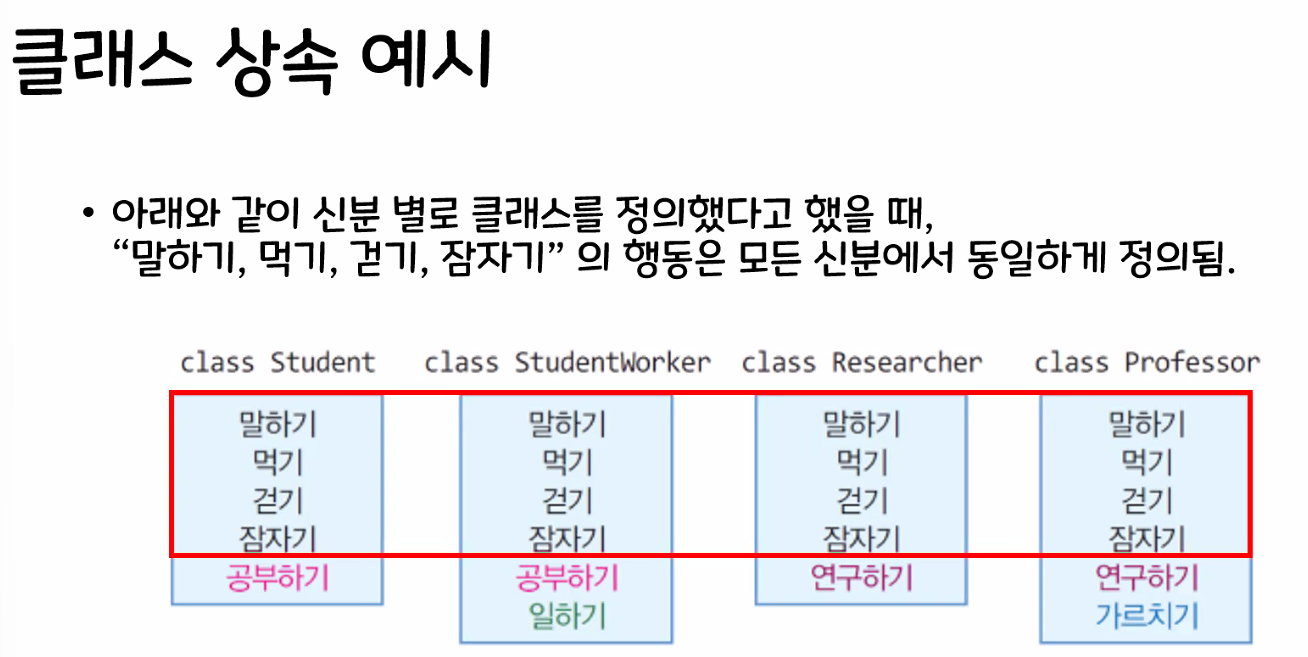 클래스 상속 예시
• 아래와 같이 신분 별로 클래스를 정의했다고 했을 때,
“말하기, 먹기, 걷기, 잠자기” 의 행동은 모든 신분에서 동일하게 정의됨.
class Student class StudentWorker class Researcher class Professor
말하기 말하기 말하기 말하기
먹기 먹기 먹기 먹기
걷기 걷기 걷기 걷기
잠자기 잠자기 잠자기 잠자기
공부하기 공부하기 연구하기 연구하기
일하기 가르치기